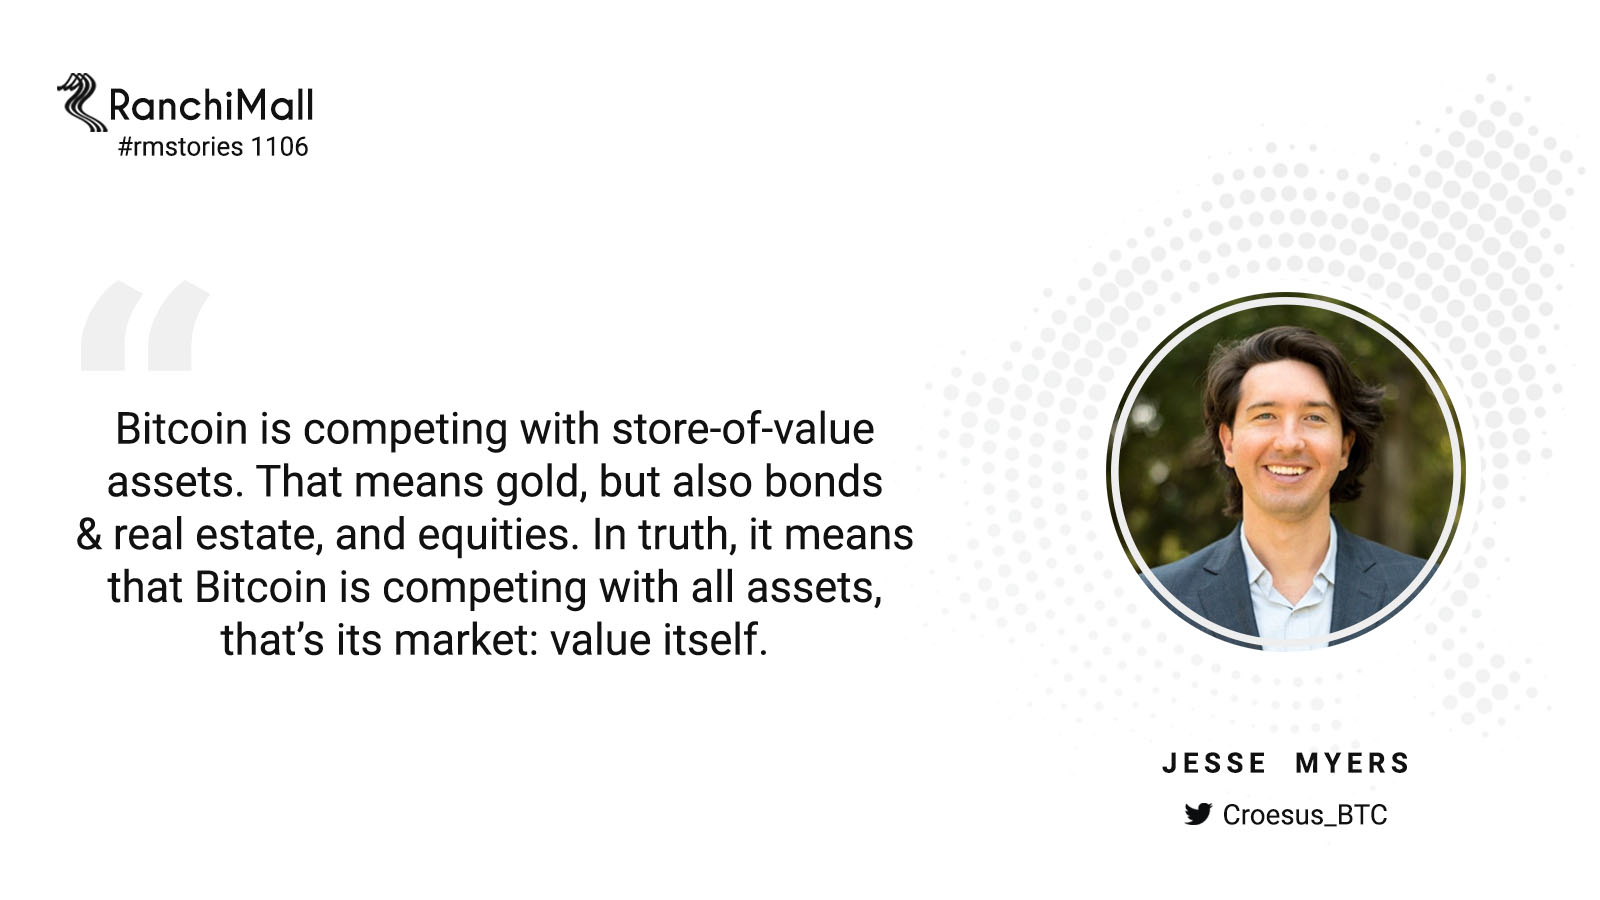 RanchiMall
#rmstories 1106
“
Bitcoin is competing with store-of-value
assets. That means gold, but also bonds
& real estate, and equities. In truth, it means
that Bitcoin is competing with all assets,
that’s its market: value itself.
JESSE MYERS
Croesus_BTC